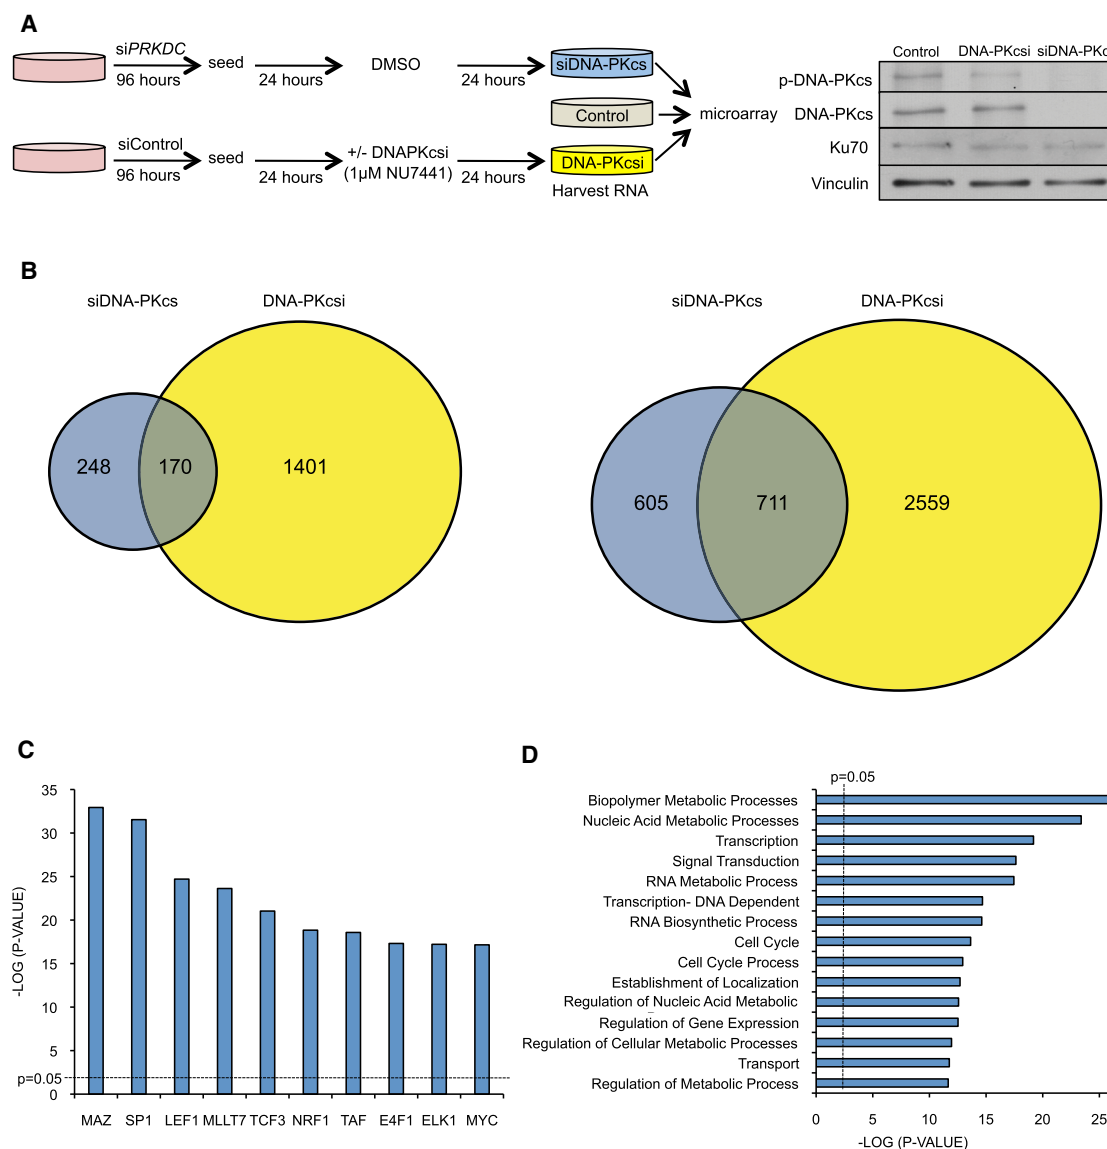 A
siPRKDC
96 hours
seed
24 hours
DMSO
24 hours
siDNA-PKcs
Control
microarray
siControl
96 hours
seed
24 hours
+/- DNAPKcsi
(1µM NU7441)
24 hours
DNA-PKcsi
Harvest RNA
Control DNA-PKcsi siDNA-PKc
p-DNA-PKcs
DNA-PKcs
Ku70
Vinculin
B
siDNA-PKcs DNA-PKcsi
248 170 1401
siDNA-PKcs DNA-PKcsi
605 711 2559
C
-LOG (P-VALUE)
35
30
25
20
15
10
5
p=0.05
0
MAZ SP1 LEF1 MLLT7 TCF3 NRF1 TAF E4F1 ELK1 MYC
D
p=0.05
Biopolymer Metabolic Processes
Nucleic Acid Metabolic Processes
Transcription
Signal Transduction
RNA Metabolic Process
Transcription- DNA Dependent
RNA Biosynthetic Process
Cell Cycle
Cell Cycle Process
Establishment of Localization
Regulation of Nucleic Acid Metabolic
Regulation of Gene Expression
Regulation of Cellular Metabolic Processes
Transport
Regulation of Metabolic Process
0 5 10 15 20 25
-LOG (P-VALUE)